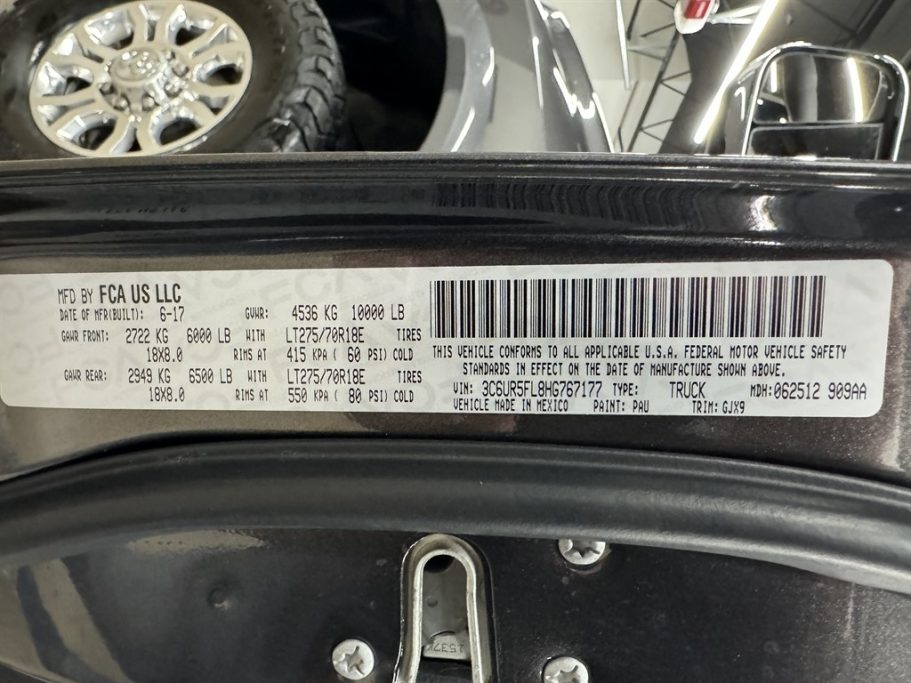 MFD BY FCA US LLC
DATE OF MFR(BUILT): 6-17 GVWR: 4536 KG 10000 LB
GAWR FRONT: 2722 KG 6000 LB WITH LT275/70R18E TIRES
18X8.0 RIMS AT 415 KPA ( 60 PSI) COLD
GAWR REAR: 2949 KG 6500 LB WITH LT275/70R18E TIRES
18X8.0 RIMS AT 550 KPA ( 80 PSI) COLD
THIS VEHICLE CONFORMS TO ALL APPLICABLE U.S.A. FEDERAL MOTOR VEHICLE SAFETY
STANDARDS IN EFFECT ON THE DATE OF MANUFACTURE SHOWN ABOVE.
VIN: 3C6UR5FL8HG767177 TYPE: TRUCK MDH:062512 909AA
VEHICLE MADE IN MEXICO PAINT: PAU TRIM: GJX9